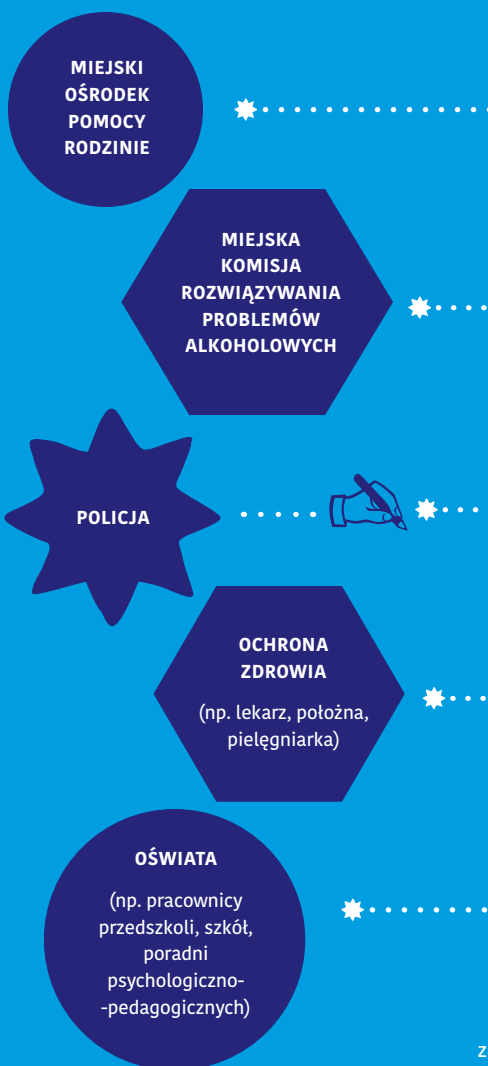 MIEJSKI
OŚRODEK
POMOCY
RODZINIE
MIEJSKA
KOMISJA
ROZWIĄZYWANIA
PROBLEMÓW
ALKOHOLOWYCH
POLICJA
OCHRONA
ZDROWIA
(np. lekarz, położna,
pielęgniarka)
OŚWIATA
(np. pracownicy
przedszkoli, szkół,
poradni
psychologiczno-
-pedagogicznych)
z